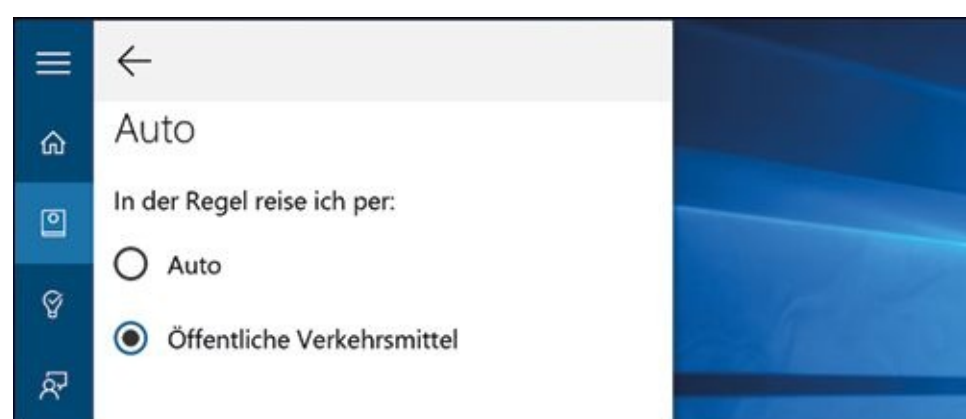 Auto
In der Regel reise ich per:
Auto
Öffentliche Verkehrsmittel